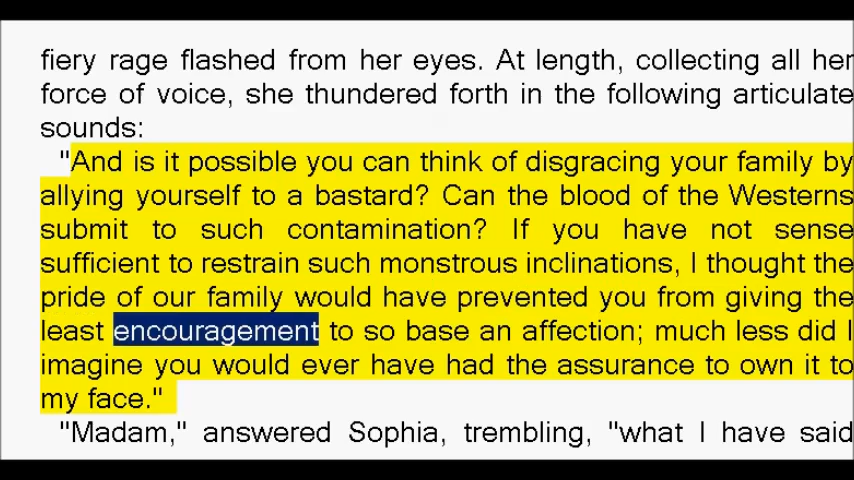 fiery rage flashed from her eyes. At length, collecting all her
force of voice, she thundered forth in the following articulate
sounds:
"And is it possible you can think of disgracing your family by
allying yourself to a bastard? Can the blood of the Westerns
submit to such contamination? If you have not sense
sufficient to restrain such monstrous inclinations, I thought the
pride of our family would have prevented you from giving the
least encouragement to so base an affection; much less did I
imagine you would ever have had the assurance to own it to
my face."
"Madam," answered Sophia, trembling, "what I have said